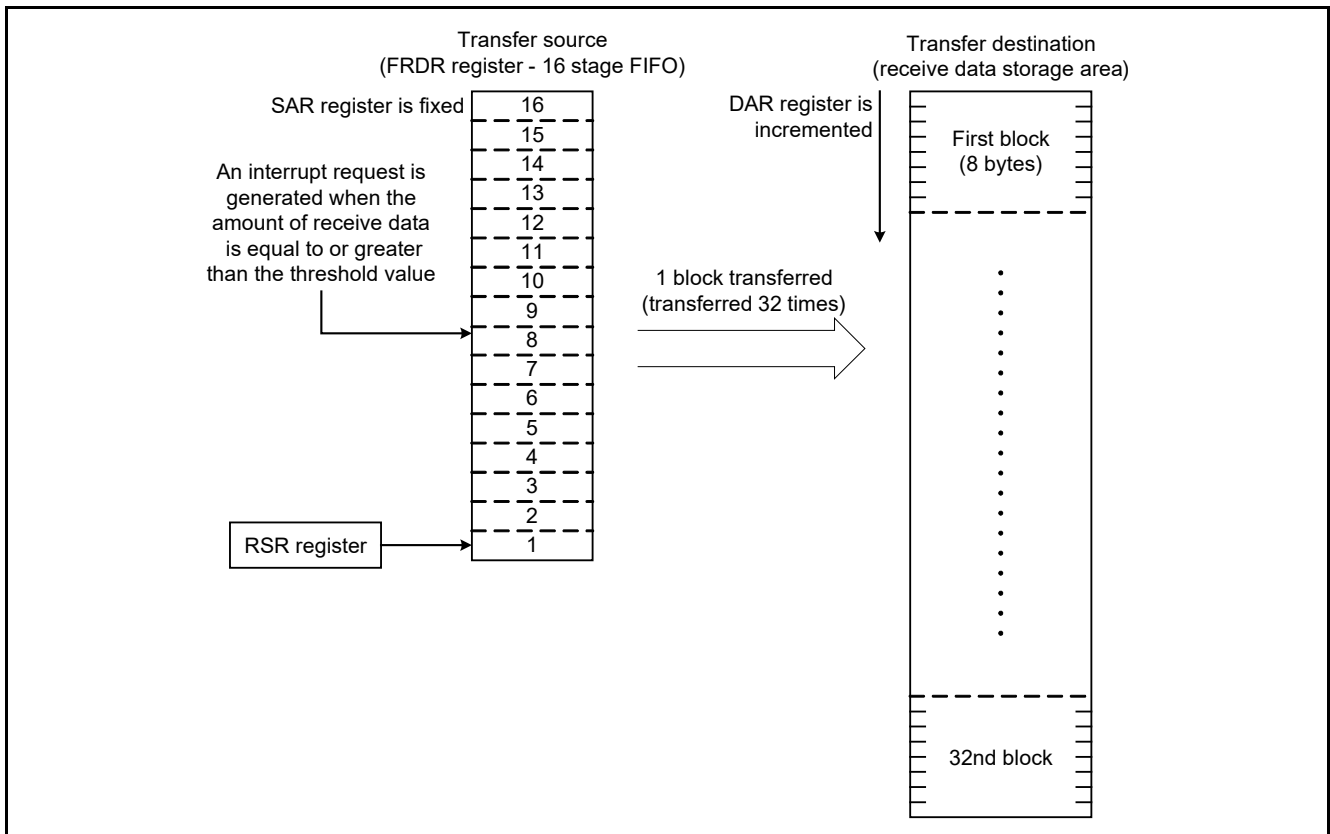 Transfer source
(FRDR register - 16 stage FIFO)
SAR register is fixed
16
15
14
13
12
11
10
9
8
7
6
5
4
3
2
1
An interrupt request is
generated when the
amount of receive data
is equal to or greater
than the threshold value
RSR register
1 block transferred
(transferred 32 times)
Transfer destination
(receive data storage area)
DAR register is
incremented
First block
(8 bytes)
32nd block